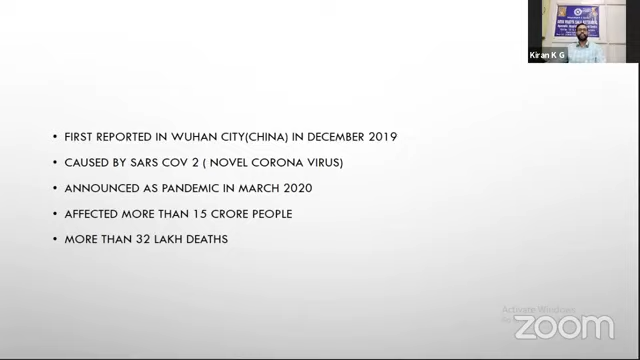 Kiran K G
• FIRST REPORTED IN WUHAN CITY(CHINA) IN DECEMBER 2019
• CAUSED BY SARS COV 2 ( NOVEL CORONA VIRUS)
• ANNOUNCED AS PANDEMIC IN MARCH 2020
• AFFECTED MORE THAN 15 CRORE PEOPLE
• MORE THAN 32 LAKH DEATHS
Activate Windows
zoom